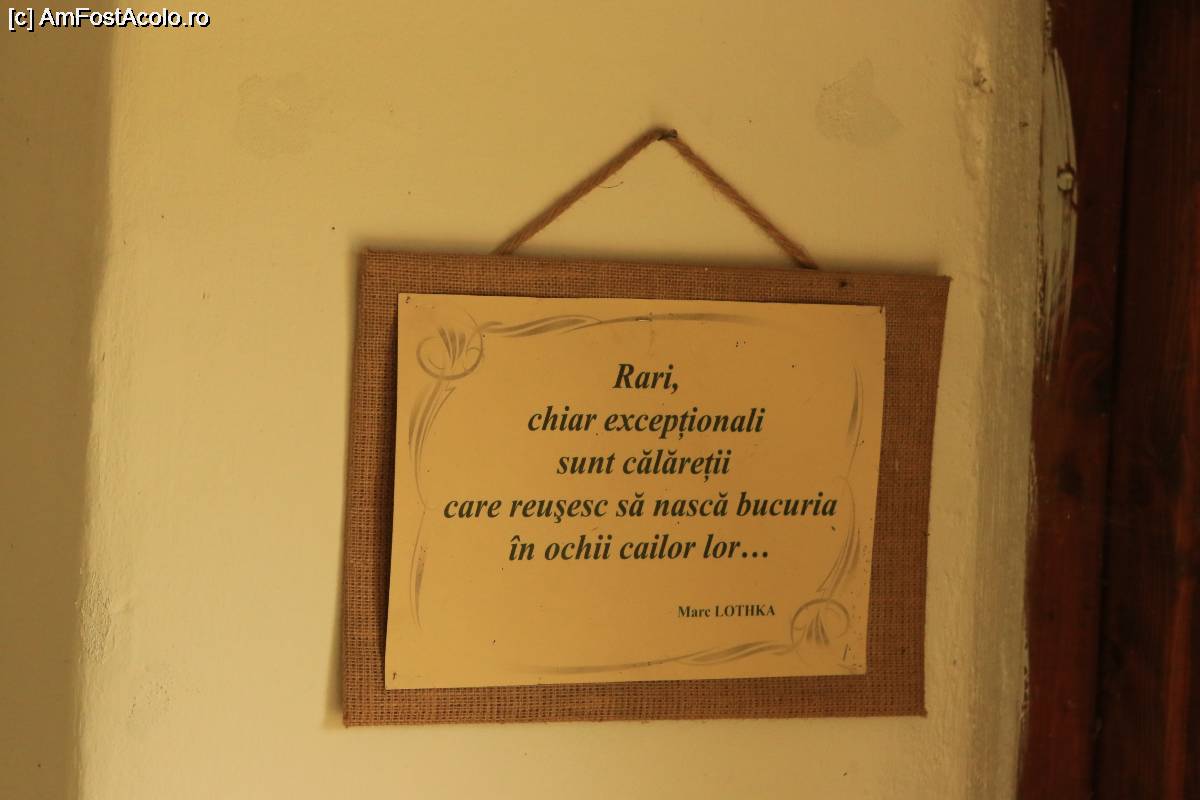 [c] AmFostAcolo.ro
Rari,
chiar excepționali
sunt călăreții
care reuşesc să nască bucuria
în ochii cailor lor…
Marc LOTHKA